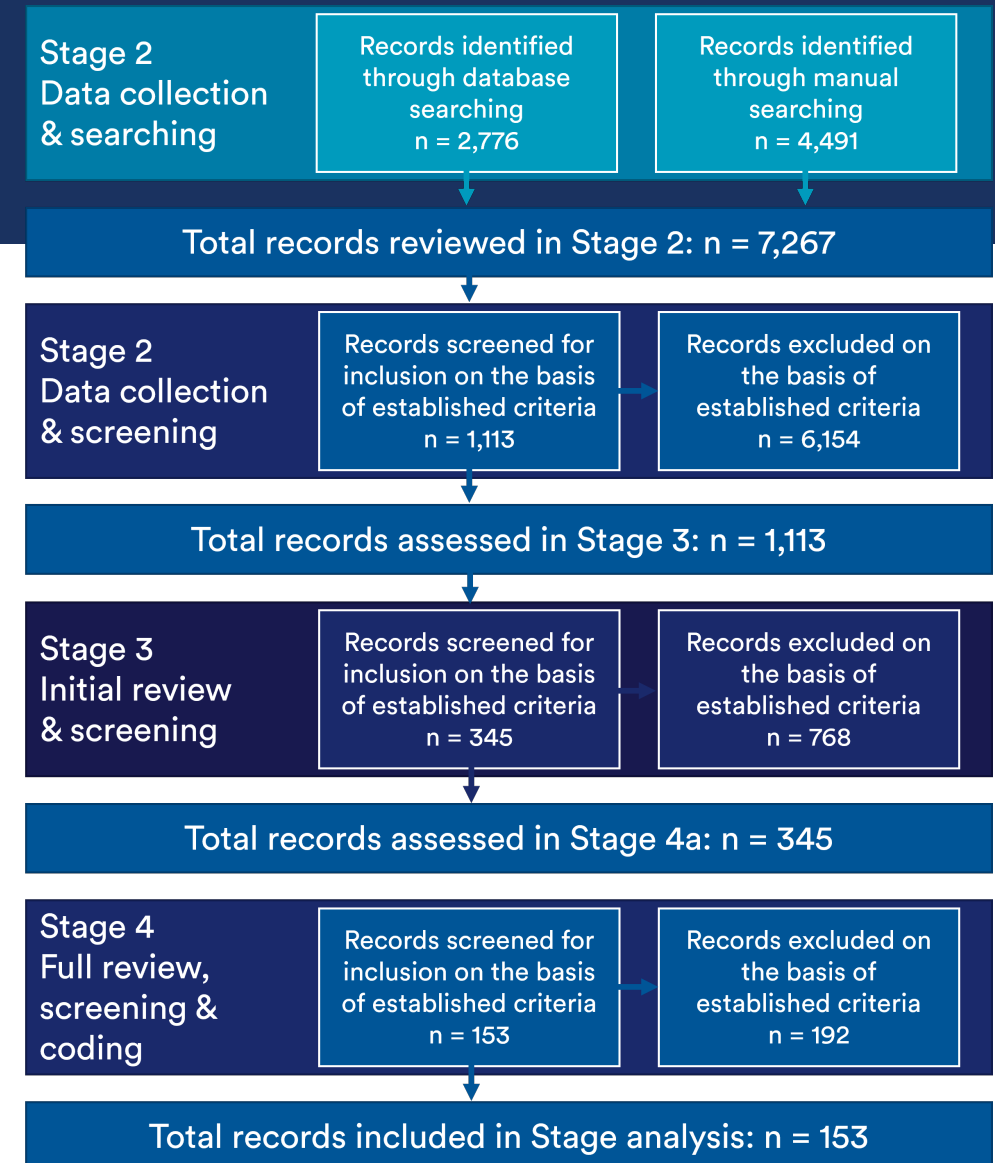 Stage 2
Data collection
& searching
Records identified
through database
searching
n = 2,776
Records identified
through manual
searching
n = 4,491
Total records reviewed in Stage 2: n = 7,267
Stage 2
Data collection
& screening
Records screened for
inclusion on the basis
of established criteria
n = 1,113
Records excluded on
the basis of
established criteria
n = 6,154
Total records assessed in Stage 3: n = 1,113
Stage 3
Initial review
& screening
Records screened for
inclusion on the basis
of established criteria
n = 345
Records excluded on
the basis of
established criteria
n = 768
Total records assessed in Stage 4a: n = 345
Stage 4
Full review,
screening &
coding
Records screened for
inclusion on the basis
of established criteria
n = 153
Records excluded on
the basis of
established criteria
n = 192
Total records included in Stage analysis: n = 153